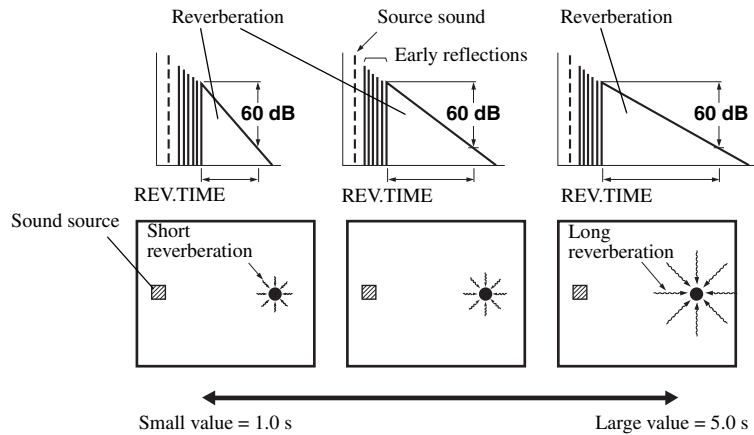 Reverberation
Source sound
Reverberation
Early reflections
60 dB
60 dB
60 dB
REV.TIME
REV.TIME
REV.TIME
Sound source
Short
reverberation
Long
reverberation
Small value = 1.0 s
Large value = 5.0 s